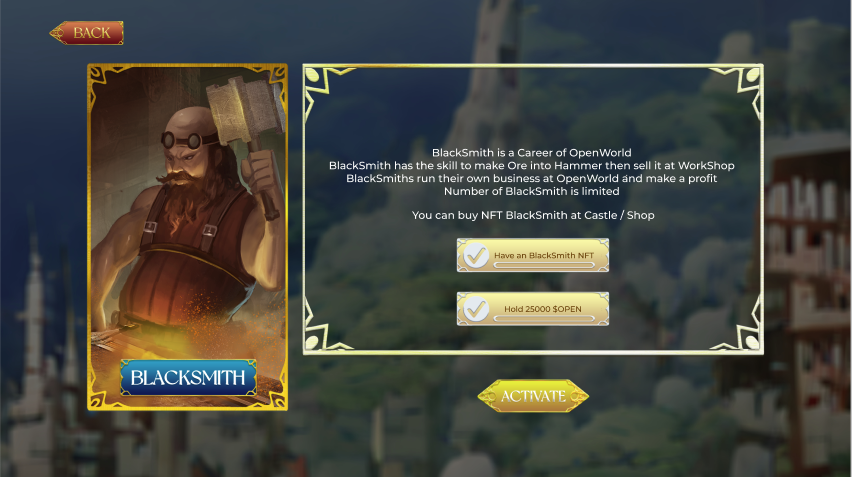 BACK
BlackSmith is a Career of OpenWorld
BlackSmith has the skill to make Ore into Hammer then sell it at WorkShop
BlackSmiths run their own business at OpenWorld and make a profit
Number of BlackSmith is limited
You can buy NFT BlackSmith at Castle / Shop
Have an BlackSmith NFT
Hold 25000 $OPEN
BLACKSMITH
ACTIVATE